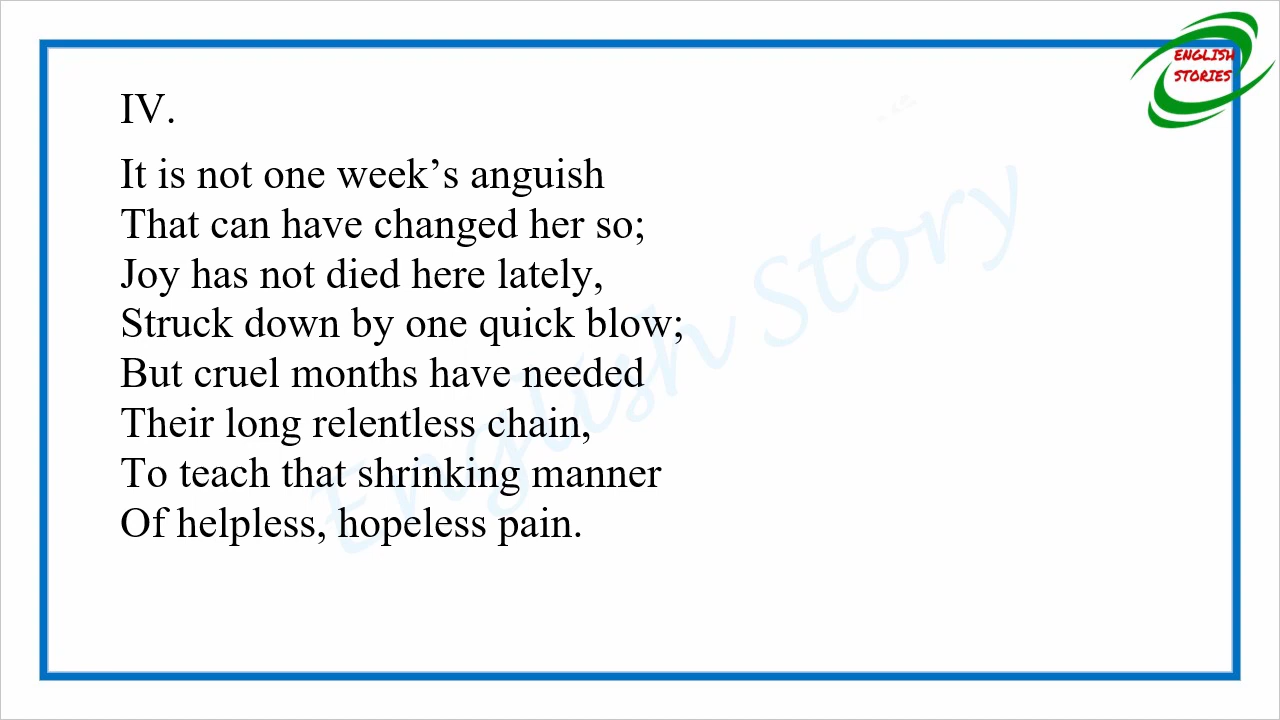 ENGLISH
STORIES
IV.
It is not one week’s anguish
That can have changed her so;
Joy has not died here lately,
Struck down by one quick blow;
But cruel months have needed
Their long relentless chain,
To teach that shrinking manner
Of helpless, hopeless pain.
English Story